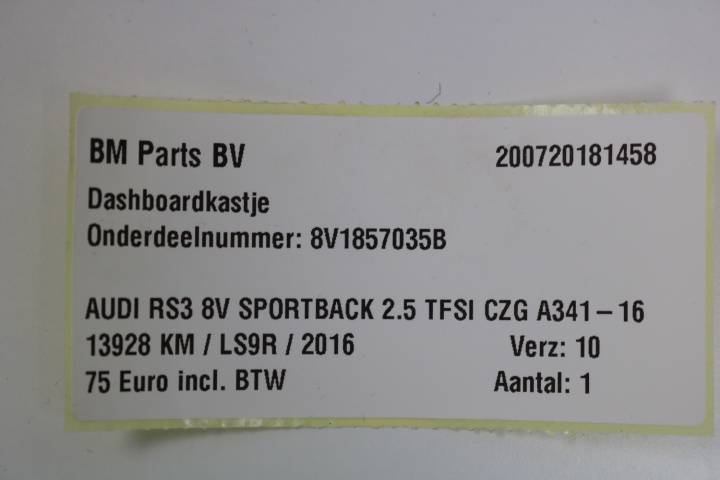 BM Parts BV 200720181458
Dashboardkastje
Onderdeelnummer: 8V1857035B
AUDI RS3 8V SPORTBACK 2.5 TFSI CZG A341 – 16
13928 KM / LS9R / 2016 Verz: 10
75 Euro incl. BTW Aantal: 1